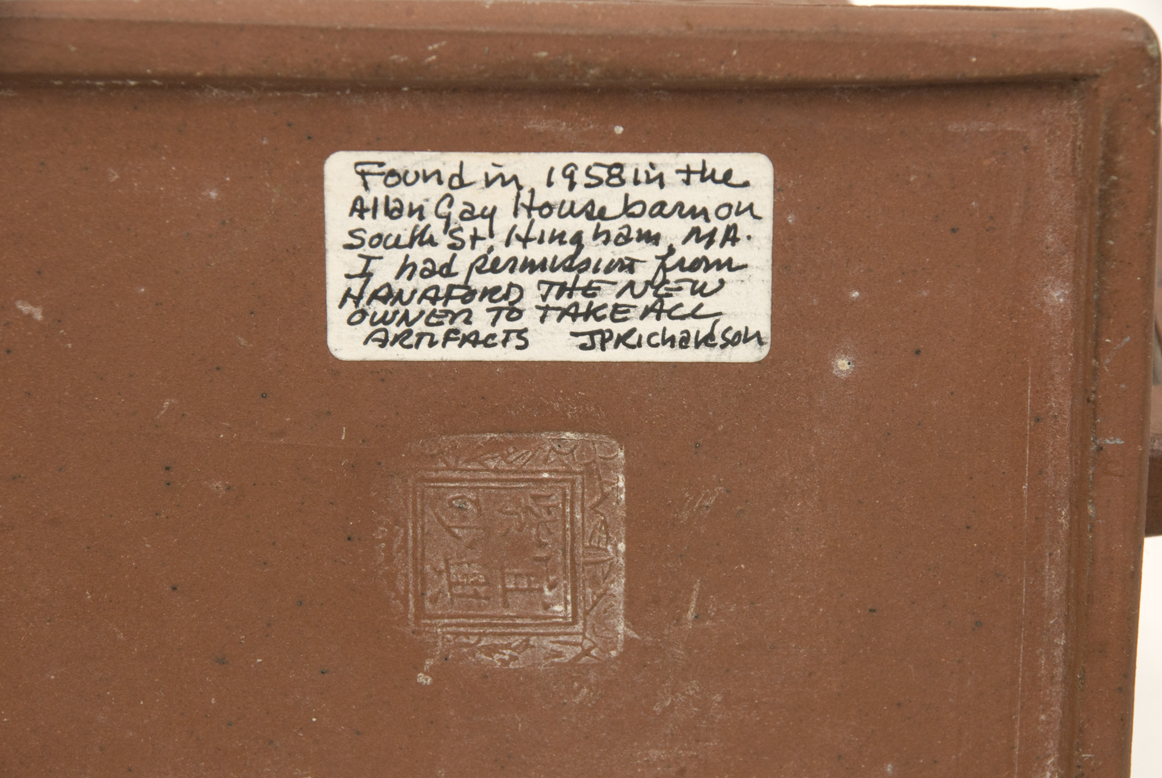 Found in 1958 in the
Allan Gay House barn on
South St, Hingham, MA.
I had permission from
HANAFORD THE NEW
OWNER TO TAKE ALL
ARTIFACTS JPRichardson